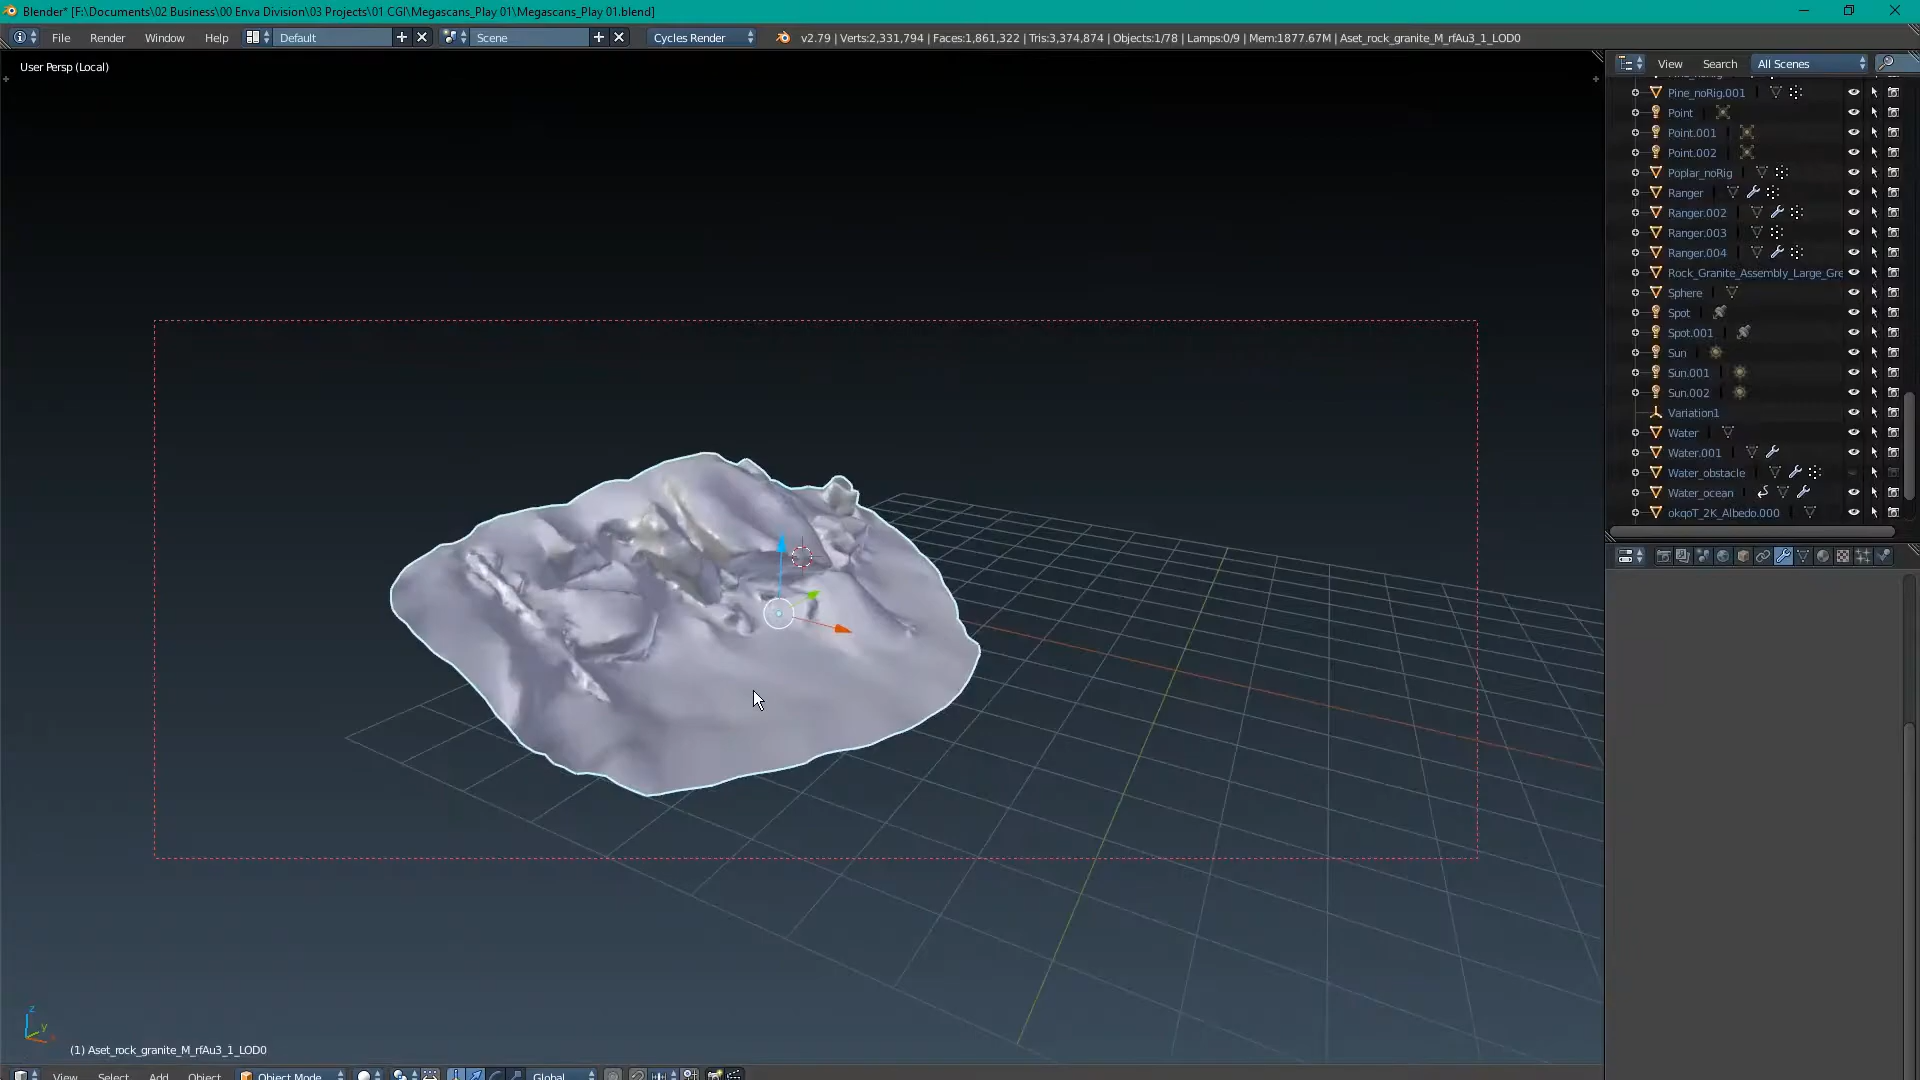 Blender* [F:\Documents\02 Business\00 Enva Division\03 Projects\01 CGI\Megascans_Play 01\Megascans_Play 01.blend]
File Render Window Help Default Scene Cycles Render v2.79 | Verts:2,331,794 | Faces:1,861,322 | Tris:3,374,874 | Objects:1/78 | Lamps:0/9 | Mem:1877.67M | Aset_rock_granite_M_rfAu3_1_LOD0
User Persp (Local)
View Search All Scenes
Pine_noRig.001
Point
Point.001
Point.002
Poplar_noRig
Ranger
Ranger.002
Ranger.003
Ranger.004
Rock_Granite_Assembly_Large_Gre
Sphere
Spot
Spot.001
Sun
Sun.001
Sun.002
Variation1
Water
Water.001
Water_obstacle
Water_ocean
okqoT_2K_Albedo.000
z
y
(1) Aset_rock_granite_M_rfAu3_1_LOD0
View Select Add Object Object Mode Global